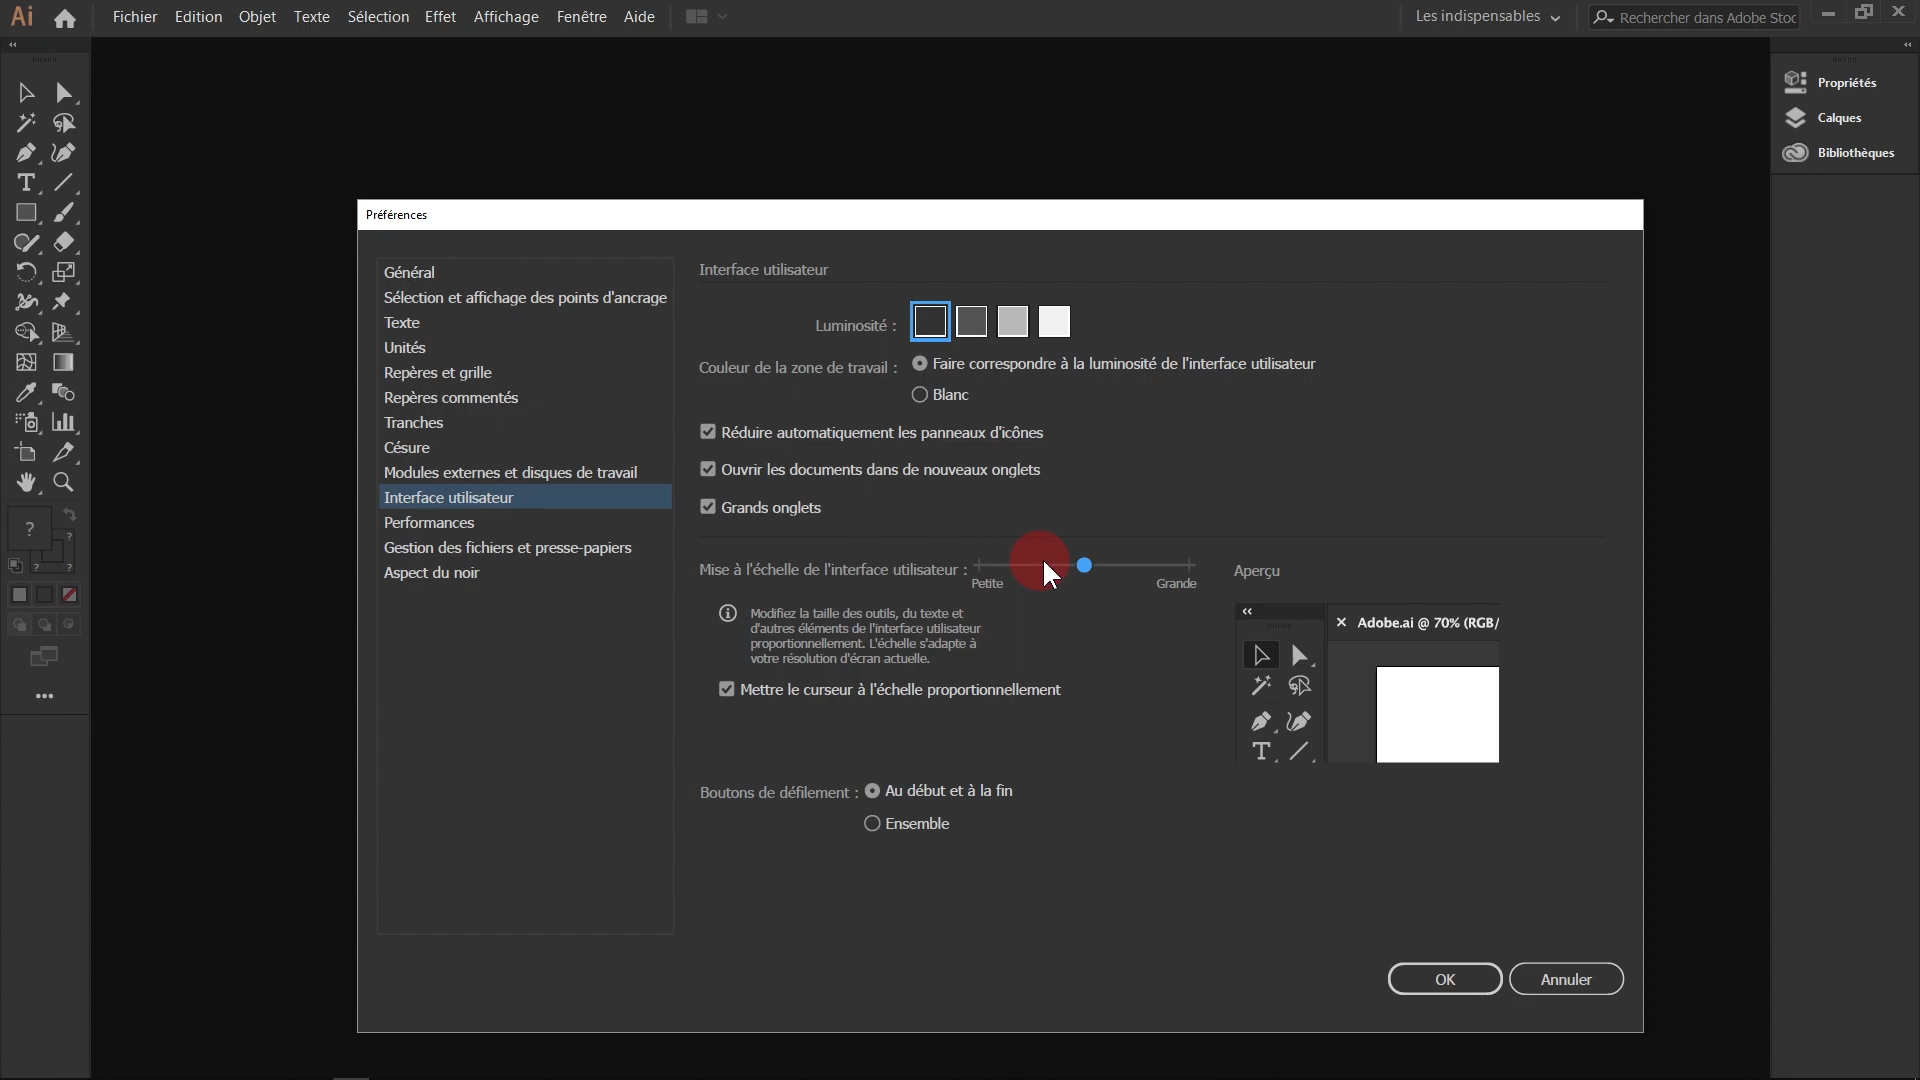 Ai Fichier Edition Objet Texte Sélection Effet Affichage Fenêtre Aide Les indispensables Rechercher dans Adobe Stoc
Propriétés
Calques
Bibliothèques
Préférences
Général
Sélection et affichage des points d'ancrage
Texte
Unités
Repères et grille
Repères commentés
Tranches
Césure
Modules externes et disques de travail
Interface utilisateur
Performances
Gestion des fichiers et presse-papiers
Aspect du noir
Interface utilisateur
Luminosité :
Couleur de la zone de travail : Faire correspondre à la luminosité de l'interface utilisateur
Blanc
Réduire automatiquement les panneaux d'icônes
Ouvrir les documents dans de nouveaux onglets
Grands onglets
Mise à l'échelle de l'interface utilisateur :
Petite Grande
Modifiez la taille des outils, du texte et
d'autres éléments de l'interface utilisateur
proportionnellement. L'échelle s'adapte à
votre résolution d'écran actuelle.
Mettre le curseur à l'échelle proportionnellement
Aperçu
Adobe.ai @ 70% (RGB/
Boutons de défilement : Au début et à la fin
Ensemble
OK Annuler